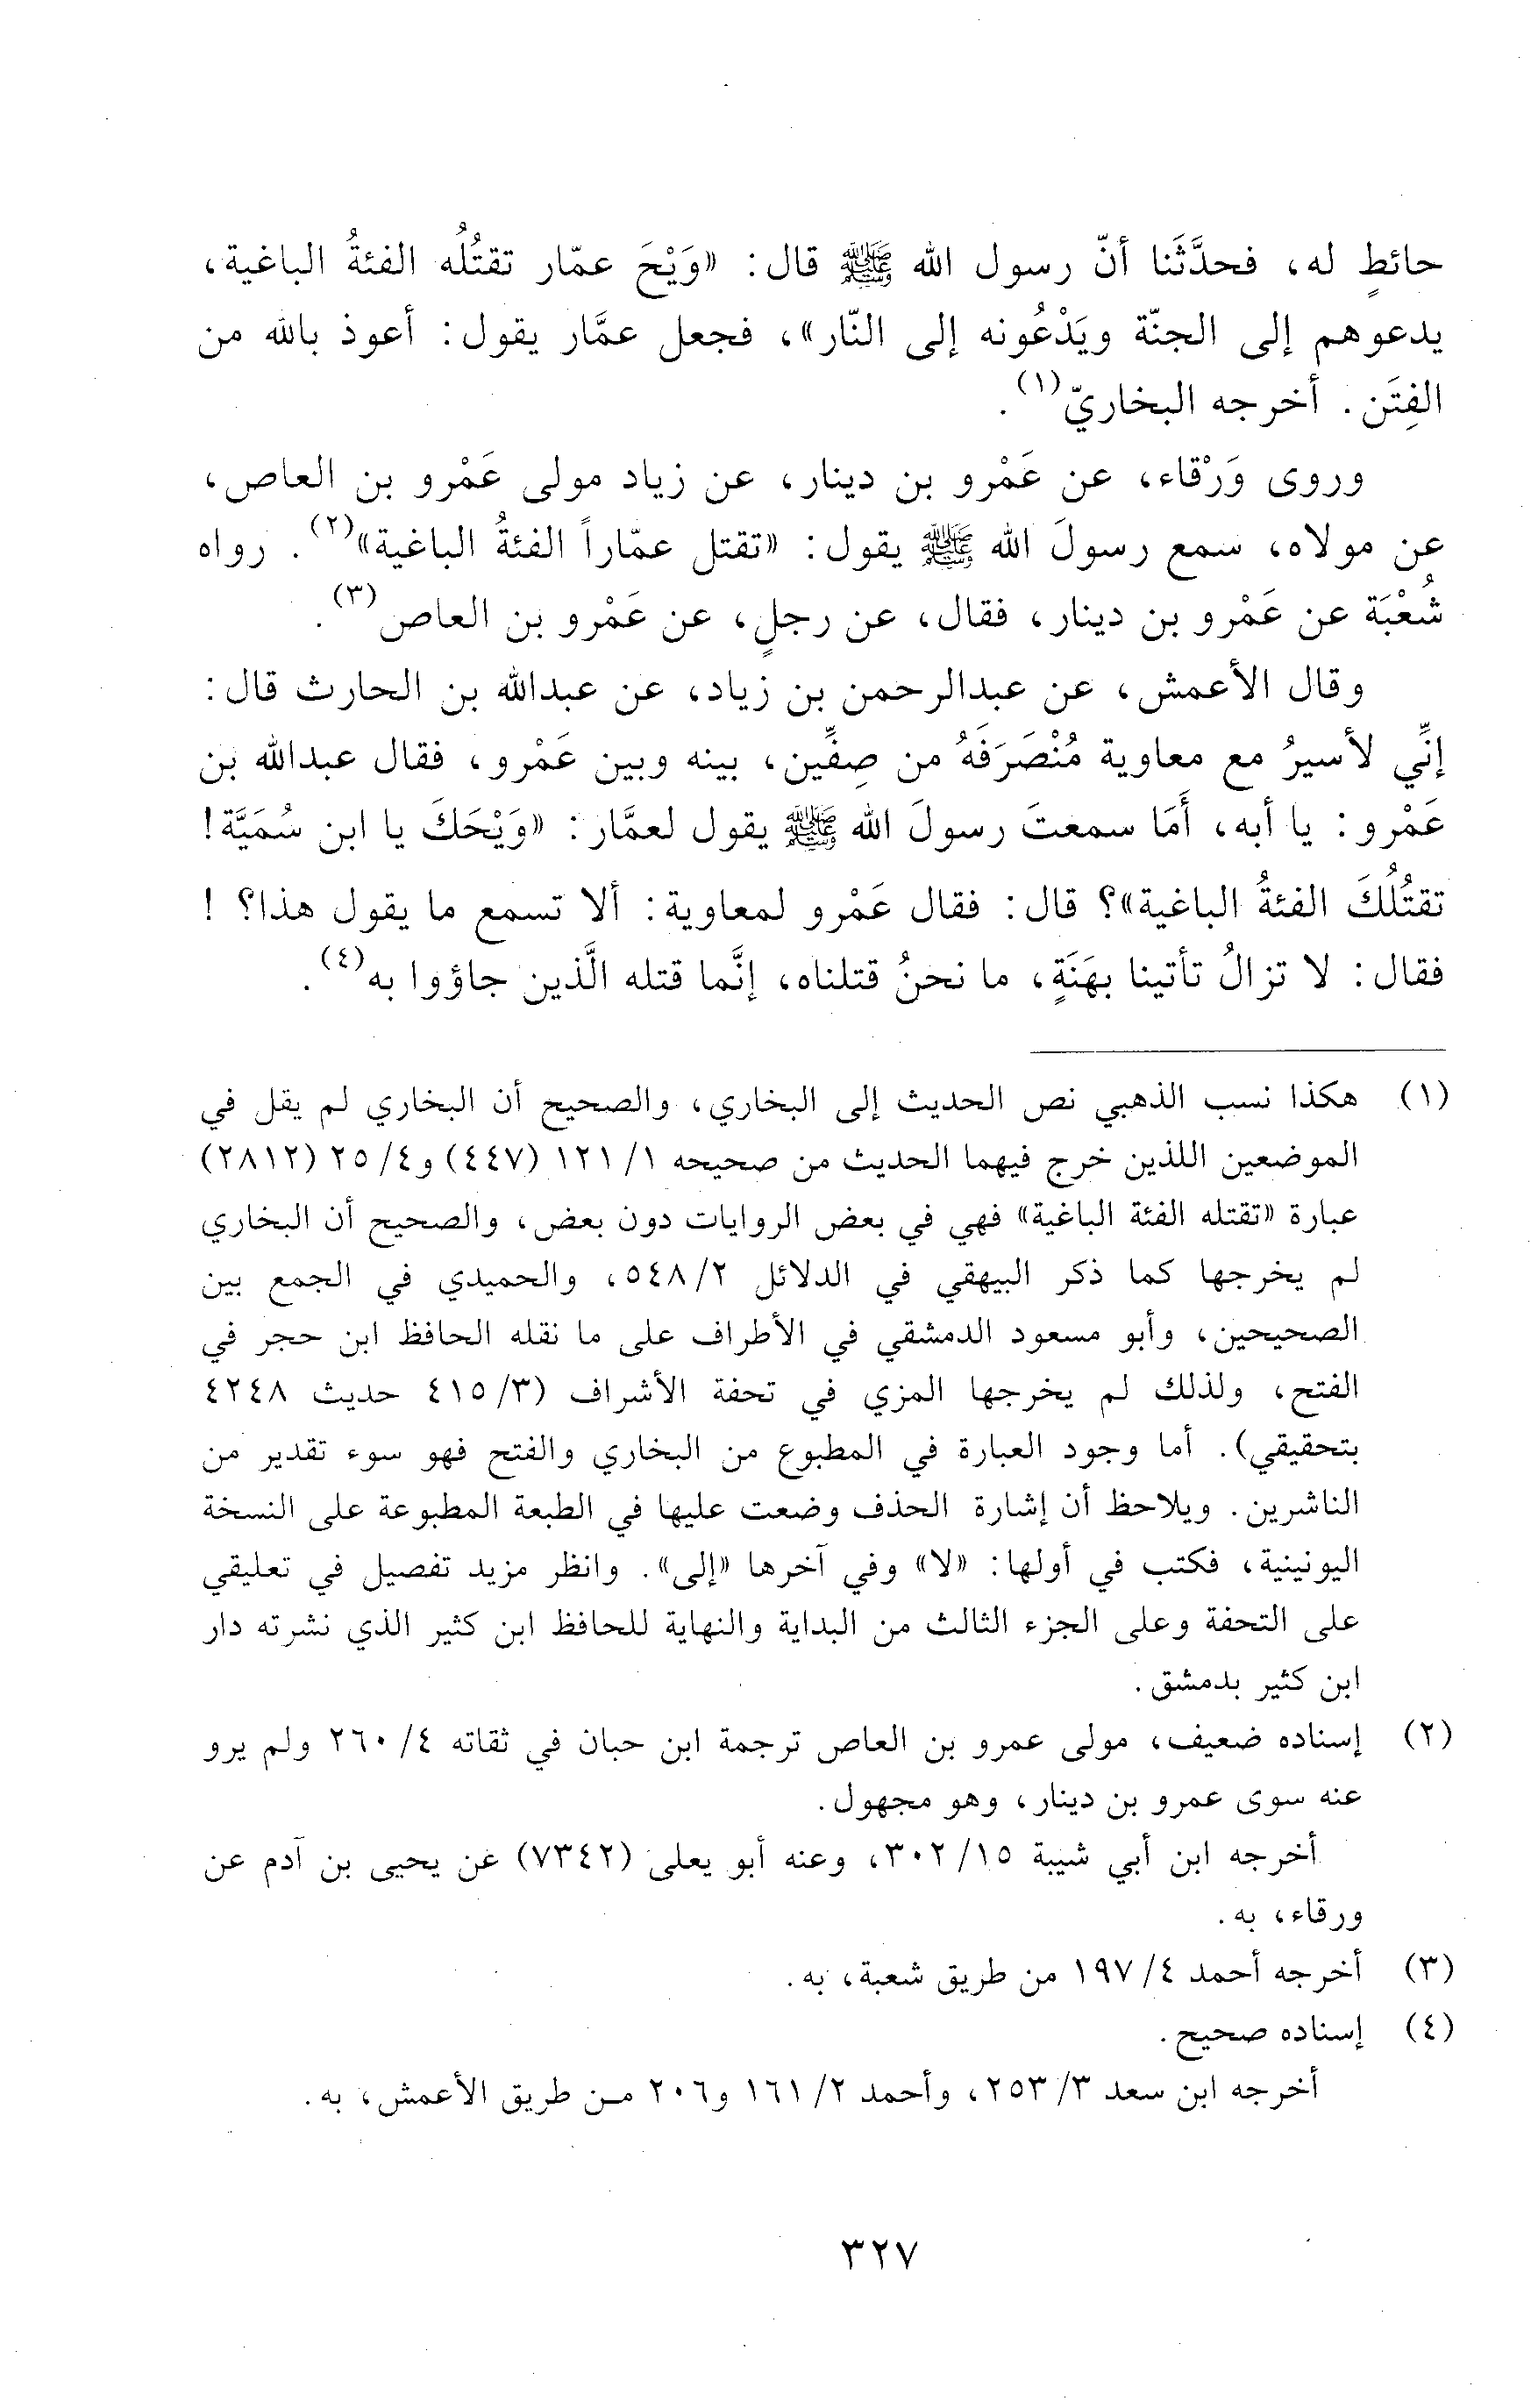 حائطٍ له، فحدَّثَنا أنّ رسول الله ﷺ قال: «وَيْحَ عمّار تقتُلُه الفئةُ الباغية،
يدعوهم إلى الجنّة ويَدْعُونه إلى النّار»، فجعل عمَّار يقول: أعوذ بالله من
الفِتَن. أخرجه البخاريّ(١).
وروى وَرْقاء، عن عَمْرو بن دينار، عن زياد مولى عَمْرو بن العاص،
عن مولاه، سمع رسولَ الله ﷺ يقول: «تقتل عمّاراً الفئةُ الباغية»(٢). رواه
شُعْبَة عن عَمْرو بن دينار، فقال، عن رجلٍ، عن عَمْرو بن العاص(٣).
وقال الأعمش، عن عبدالرحمن بن زياد، عن عبدالله بن الحارث قال:
إنِّي لأسيرُ مع معاوية مُنْصَرَفَهُ من صِفِّين، بينه وبين عَمْرو، فقال عبدالله بن
عَمْرو: يا أبه، أَمَا سمعتَ رسولَ الله ﷺ يقول لعمَّار: «وَيْحَكَ يا ابن سُمَيَّة!
تقتُلُكَ الفئةُ الباغية»؟ قال: فقال عَمْرو لمعاوية: ألا تسمع ما يقول هذا؟ !
فقال: لا تزالُ تأتينا بهَنَةٍ، ما نحنُ قتلناه، إنَّما قتله الَّذين جاؤوا به(٤).
(١) هكذا نسب الذهبي نص الحديث إلى البخاري، والصحيح أن البخاري لم يقل في
الموضعين اللذين خرج فيهما الحديث من صحيحه ١/ ١٢١ (٤٤٧) و٤/ ٢٥ (٢٨١٢)
عبارة «تقتله الفئة الباغية» فهي في بعض الروايات دون بعض، والصحيح أن البخاري
لم يخرجها كما ذكر البيهقي في الدلائل ٢/ ٥٤٨، والحميدي في الجمع بين
الصحيحين، وأبو مسعود الدمشقي في الأطراف على ما نقله الحافظ ابن حجر في
الفتح، ولذلك لم يخرجها المزي في تحفة الأشراف (٣/ ٤١٥ حديث ٤٢٤٨
بتحقيقي). أما وجود العبارة في المطبوع من البخاري والفتح فهو سوء تقدير من
الناشرين. ويلاحظ أن إشارة الحذف وضعت عليها في الطبعة المطبوعة على النسخة
اليونينية، فكتب في أولها: «لا» وفي آخرها «إلى». وانظر مزيد تفصيل في تعليقي
على التحفة وعلى الجزء الثالث من البداية والنهاية للحافظ ابن كثير الذي نشرته دار
ابن كثير بدمشق.
(٢) إسناده ضعيف، مولى عمرو بن العاص ترجمة ابن حبان في ثقاته ٤/ ٢٦٠ ولم يرو
عنه سوى عمرو بن دينار، وهو مجهول.
أخرجه ابن أبي شيبة ١٥/ ٣٠٢، وعنه أبو يعلى (٧٣٤٢) عن يحيى بن آدم عن
ورقاء، به.
(٣) أخرجه أحمد ٤/ ١٩٧ من طريق شعبة، به.
(٤) إسناده صحيح.
أخرجه ابن سعد ٣/ ٢٥٣، وأحمد ٢/ ١٦١ و٢٠٦ من طريق الأعمش، به.
٣٢٧